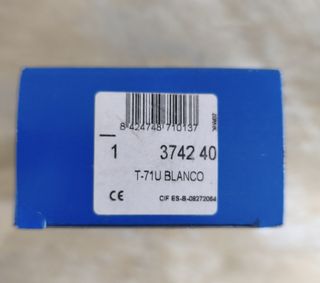 8 424748 710137
1 3742 40
T-71U BLANCO
CE CIF ES-B-08272064